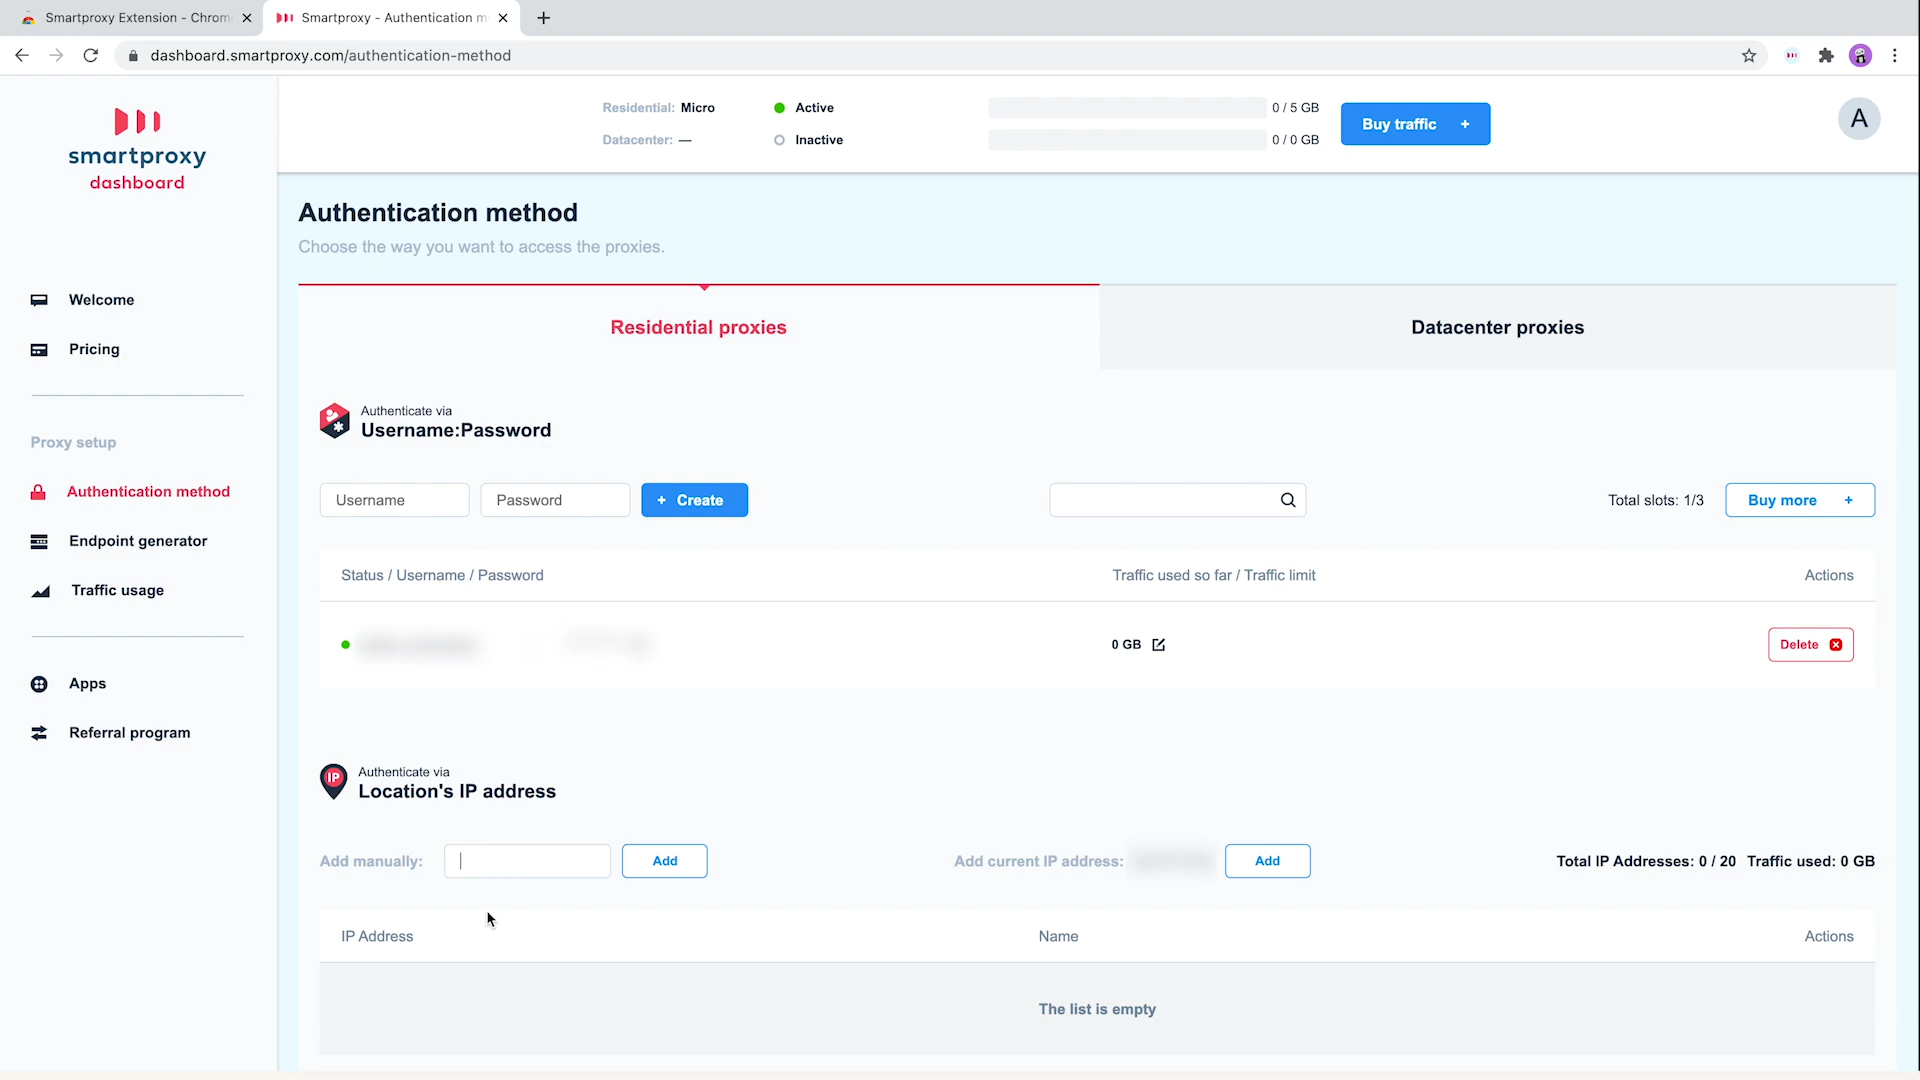 Smartproxy Extension - Chrom
Smartproxy - Authentication m
dashboard.smartproxy.com/authentication-method
smartproxy
dashboard
Residential: Micro
Active
0 / 5 GB
Datacenter: —
Inactive
0 / 0 GB
Buy traffic +
A
Authentication method
Choose the way you want to access the proxies.
Welcome
Pricing
Proxy setup
Authentication method
Endpoint generator
Traffic usage
Apps
Referral program
Residential proxies
Datacenter proxies
Authenticate via
Username:Password
Username
Password
+ Create
Total slots: 1/3
Buy more +
Status / Username / Password
Traffic used so far / Traffic limit
Actions
0 GB
Delete
IP
Authenticate via
Location's IP address
Add manually:
Add
Add current IP address:
Add
Total IP Addresses: 0 / 20 Traffic used: 0 GB
IP Address
Name
Actions
The list is empty